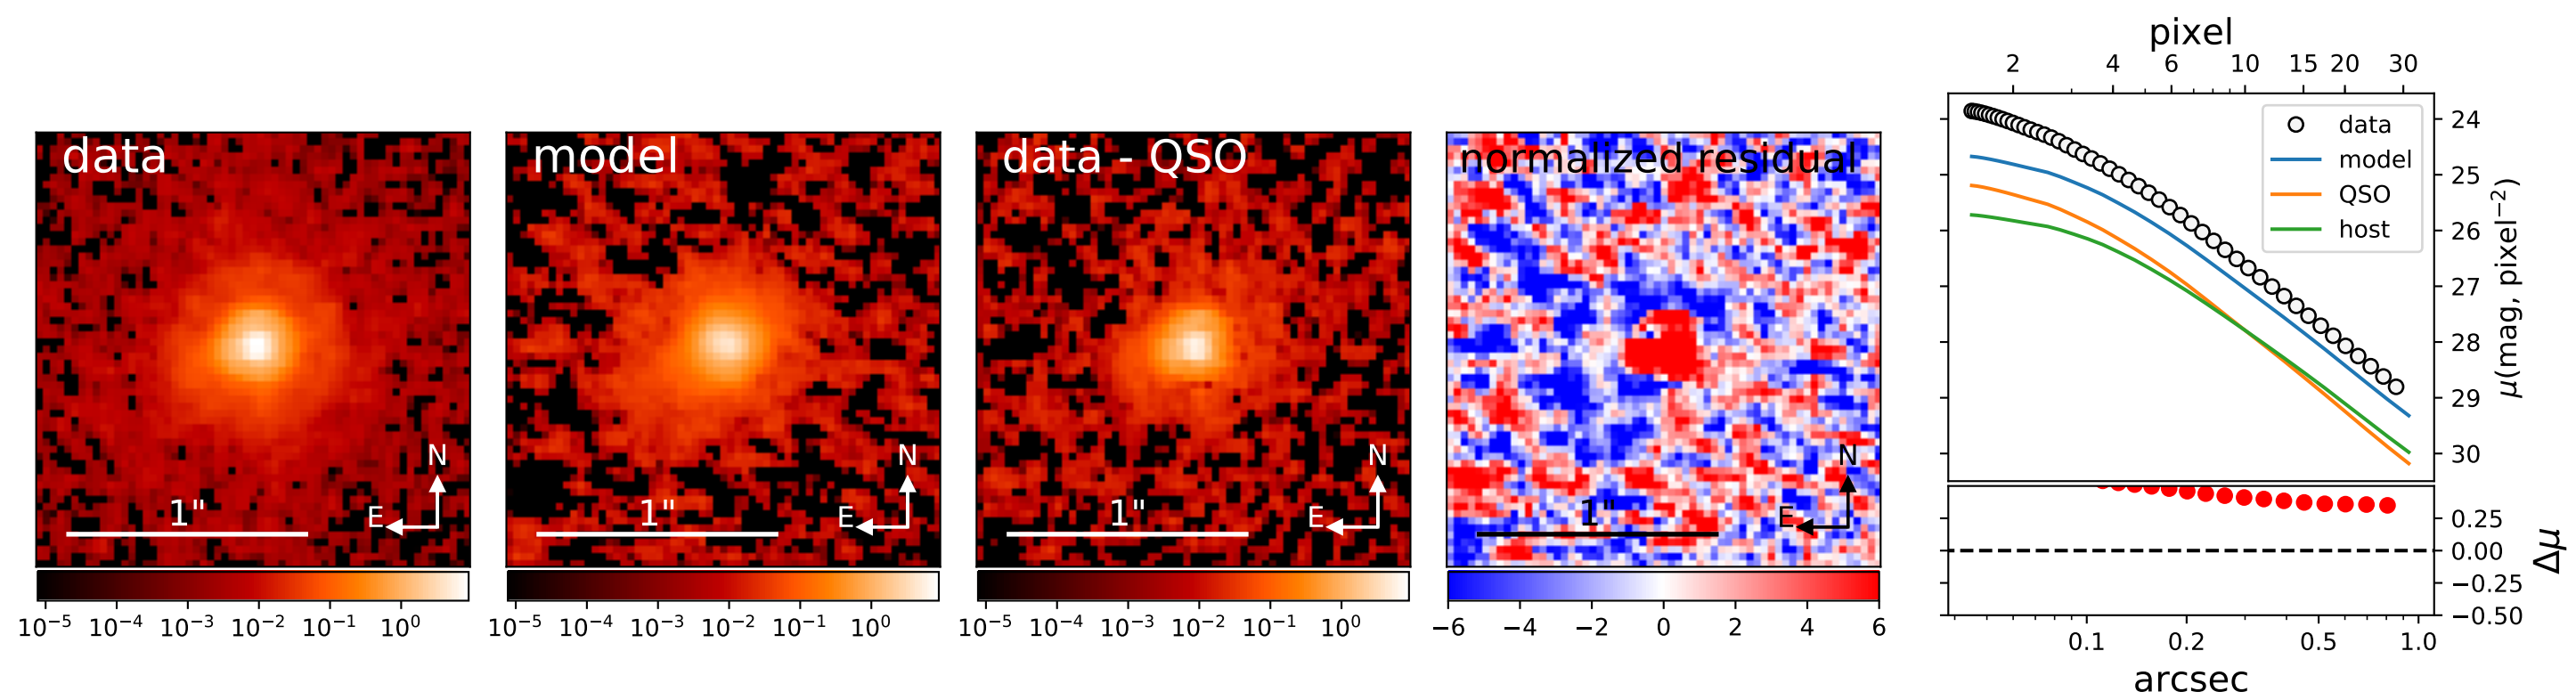 data
N
E
1"
10⁻⁵ 10⁻⁴ 10⁻³ 10⁻² 10⁻¹ 10⁰
model
N
E
1"
10⁻⁵ 10⁻⁴ 10⁻³ 10⁻² 10⁻¹ 10⁰
data - QSO
N
E
1"
10⁻⁵ 10⁻⁴ 10⁻³ 10⁻² 10⁻¹ 10⁰
normalized residual
N
E
1"
−6 −4 −2 0 2 4 6
pixel
2 4 6 10 15 20 30
data
model
QSO
host
24
25
26
27
28
29
30
μ(mag, pixel⁻²)
0.25
0.00
−0.25
−0.50
Δμ
0.1 0.2 0.5 1.0
arcsec